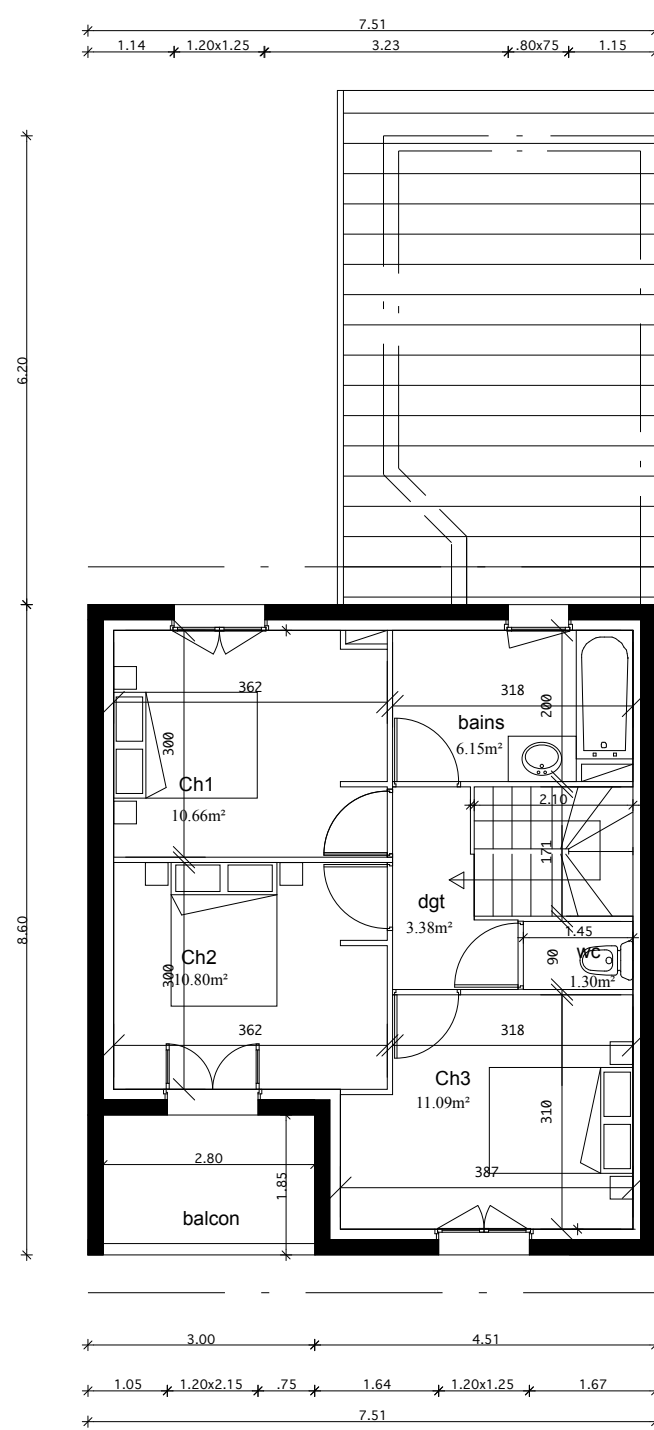 7.51
1.14 1.20x1.25 3.23 .80x75 1.15
6.20
362 318
200
bains
6.15m²
300
Ch1
10.66m²
2.10
171
dgt
3.38m²
8.60
1.45
wc
90
1.30m²
Ch2
10.80m²
300
362 318
Ch3
11.09m²
310
2.80
387
1.85
balcon
3.00 4.51
1.05 1.20x2.15 .75 1.64 1.20x1.25 1.67
7.51